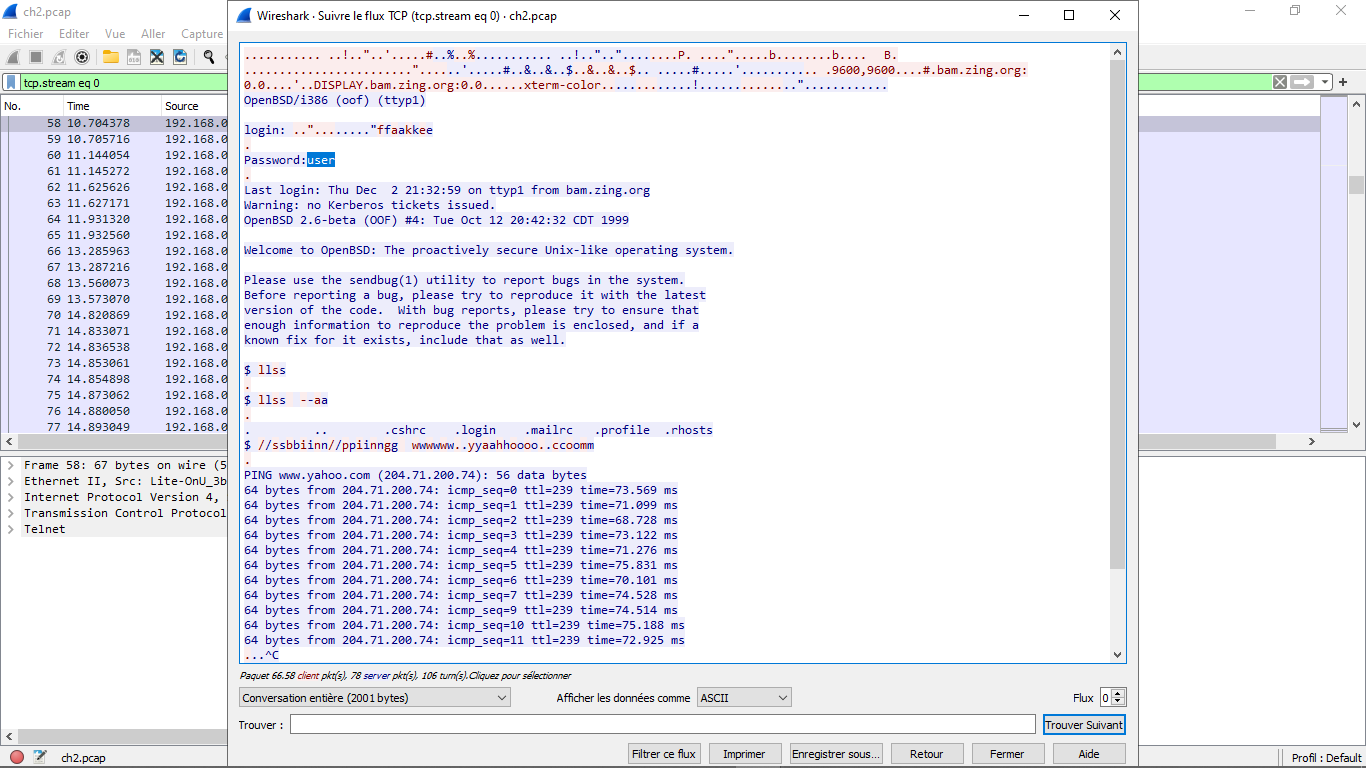 ch2.pcap
Fichier Editer Vue Aller Capture
tcp.stream eq 0
No. Time Source
58 10.704378 192.168.0
59 10.705716 192.168.0
60 11.144054 192.168.0
61 11.145272 192.168.0
62 11.625626 192.168.0
63 11.627171 192.168.0
64 11.931320 192.168.0
65 11.932560 192.168.0
66 13.285963 192.168.0
67 13.287216 192.168.0
68 13.560073 192.168.0
69 13.573070 192.168.0
70 14.820869 192.168.0
71 14.833071 192.168.0
72 14.836538 192.168.0
73 14.853061 192.168.0
74 14.854898 192.168.0
75 14.873062 192.168.0
76 14.880050 192.168.0
77 14.893049 192.168.0
Frame 58: 67 bytes on wire (5
Ethernet II, Src: Lite-OnU_3b
Internet Protocol Version 4,
Transmission Control Protocol
Telnet
ch2.pcap
Profil : Default
Wireshark · Suivre le flux TCP (tcp.stream eq 0) · ch2.pcap
........... ..!.."..'.....#..%..%........... ...!..".."........P. ....".....b........b.... B.
........................"......'.....#..&..&..$..&..&..$.. .....#.....'........... .9600,9600....#.bam.zing.org:
0.0....'..DISPLAY.bam.zing.org:0.0......xterm-color.............!.............."............
OpenBSD/i386 (oof) (ttyp1)
login: .."........"ffaakkee
.
Password:user
.
Last login: Thu Dec  2 21:32:59 on ttyp1 from bam.zing.org
Warning: no Kerberos tickets issued.
OpenBSD 2.6-beta (OOF) #4: Tue Oct 12 20:42:32 CDT 1999
Welcome to OpenBSD: The proactively secure Unix-like operating system.
Please use the sendbug(1) utility to report bugs in the system.
Before reporting a bug, please try to reproduce it with the latest
version of the code.  With bug reports, please try to ensure that
enough information to reproduce the problem is enclosed, and if a
known fix for it exists, include that as well.
$ llss
.
$ llss  --aa
.
.         ..        .cshrc    .login    .mailrc   .profile  .rhosts
$ //ssbbiinn//ppiinngg  wwwwww..yyaahhoooo..ccoomm
.
PING www.yahoo.com (204.71.200.74): 56 data bytes
64 bytes from 204.71.200.74: icmp_seq=0 ttl=239 time=73.569 ms
64 bytes from 204.71.200.74: icmp_seq=1 ttl=239 time=71.099 ms
64 bytes from 204.71.200.74: icmp_seq=2 ttl=239 time=68.728 ms
64 bytes from 204.71.200.74: icmp_seq=3 ttl=239 time=73.122 ms
64 bytes from 204.71.200.74: icmp_seq=4 ttl=239 time=71.276 ms
64 bytes from 204.71.200.74: icmp_seq=5 ttl=239 time=75.831 ms
64 bytes from 204.71.200.74: icmp_seq=6 ttl=239 time=70.101 ms
64 bytes from 204.71.200.74: icmp_seq=7 ttl=239 time=74.528 ms
64 bytes from 204.71.200.74: icmp_seq=9 ttl=239 time=74.514 ms
64 bytes from 204.71.200.74: icmp_seq=10 ttl=239 time=75.188 ms
64 bytes from 204.71.200.74: icmp_seq=11 ttl=239 time=72.925 ms
...^C
Paquet 66.58 client pkt(s), 78 server pkt(s), 106 turn(s).Cliquez pour sélectionner
Conversation entière (2001 bytes) Afficher les données comme ASCII Flux 0
Trouver : Trouver Suivant
Filtrer ce flux Imprimer Enregistrer sous... Retour Fermer Aide